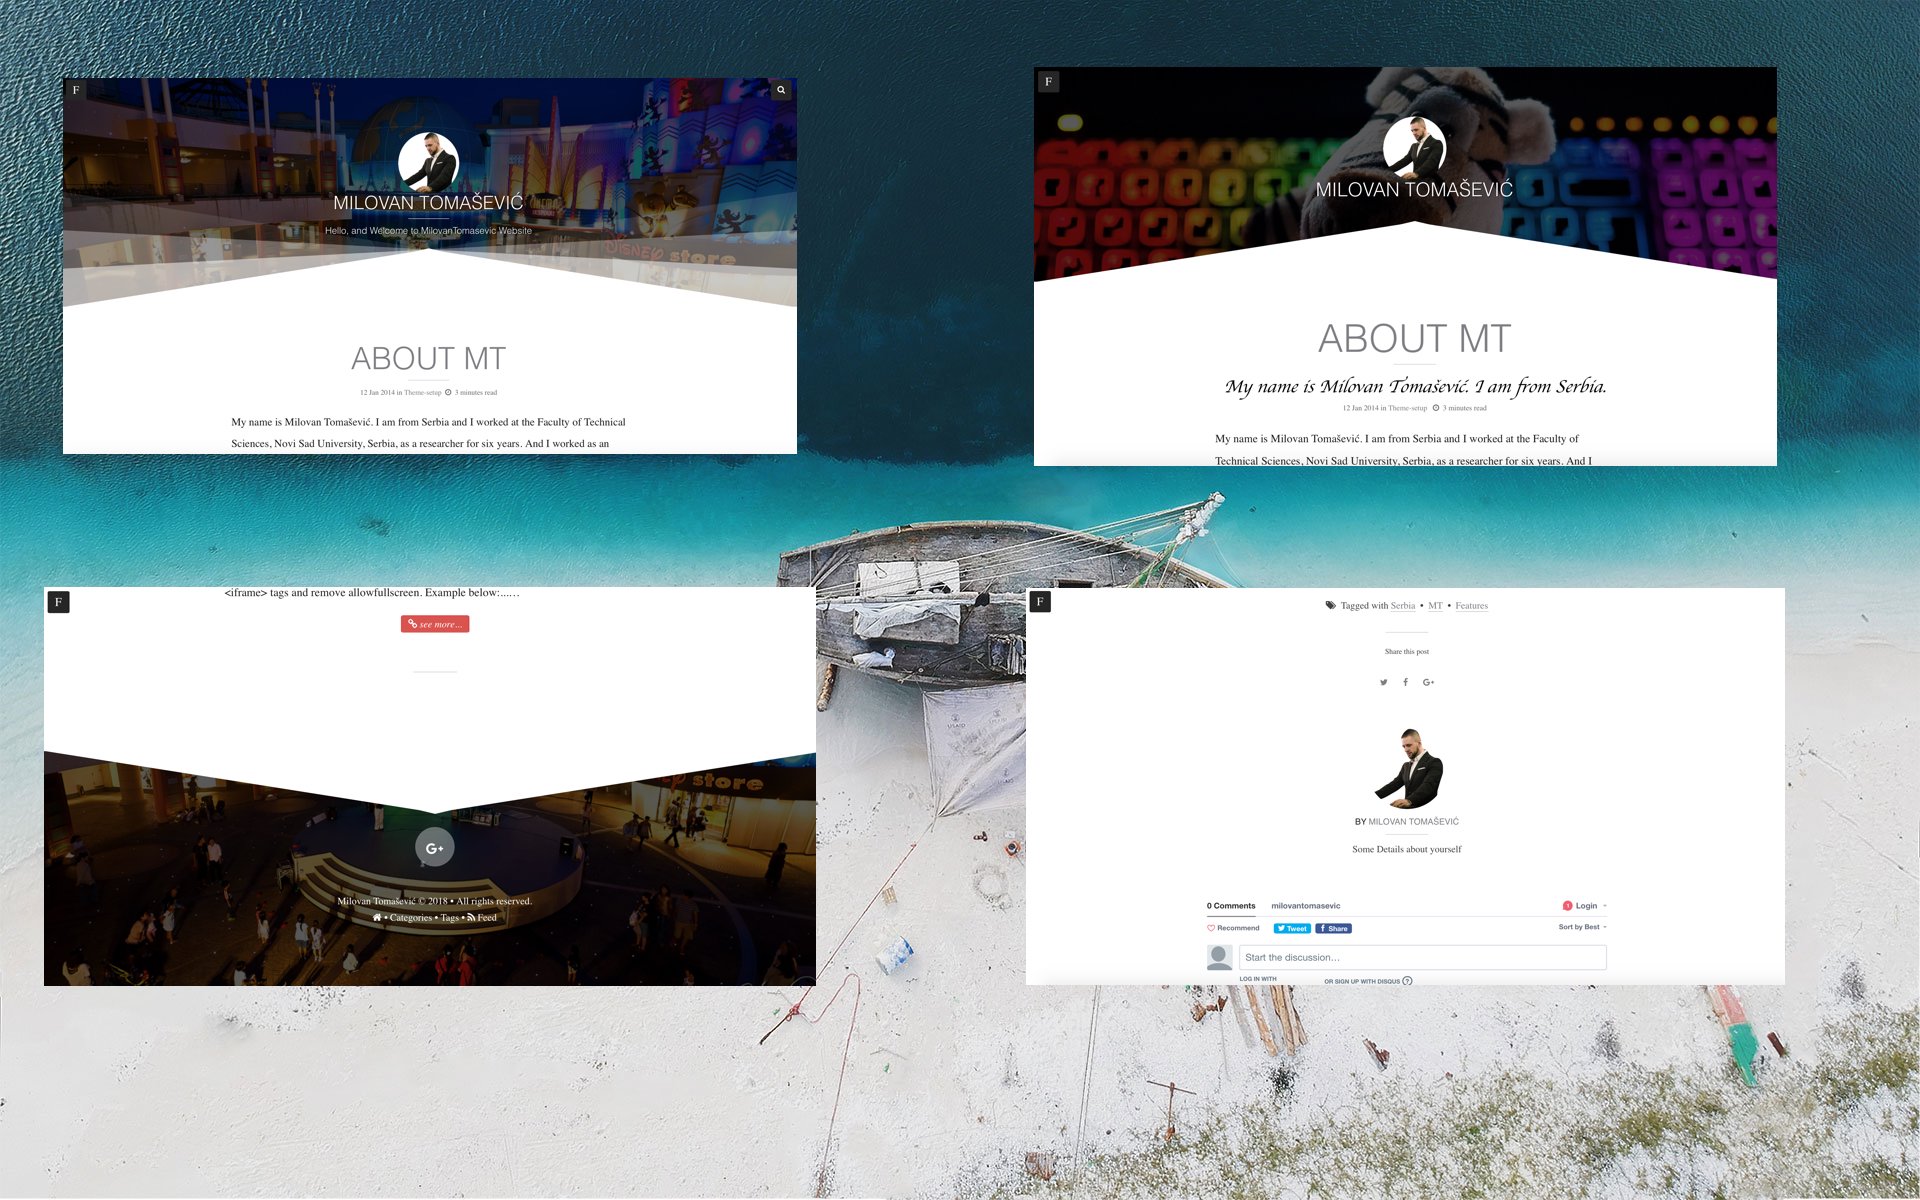 F
MILOVAN TOMAŠEVIĆ
Hello, and Welcome to MilovanTomasevic Website
DISNEY store
ABOUT MT
12 Jan 2014 in Theme-setup 3 minutes read
My name is Milovan Tomašević. I am from Serbia and I worked at the Faculty of Technical
Sciences, Novi Sad University, Serbia, as a researcher for six years. And I worked as an
F
MILOVAN TOMAŠEVIĆ
ABOUT MT
My name is Milovan Tomašević. I am from Serbia.
12 Jan 2014 in Theme-setup 3 minutes read
My name is Milovan Tomašević. I am from Serbia and I worked at the Faculty of
Technical Sciences, Novi Sad University, Serbia, as a researcher for six years. And I
F
<iframe> tags and remove allowfullscreen. Example below:......
see more...
store
G+
Milovan Tomašević © 2018 • All rights reserved.
• Categories • Tags • Feed
F
Tagged with Serbia • MT • Features
Share this post
G+
BY MILOVAN TOMAŠEVIĆ
Some Details about yourself
0 Comments milovantomasevic 1 Login
Recommend Tweet Share Sort by Best
Start the discussion...
LOG IN WITH OR SIGN UP WITH DISQUS ?
USAID